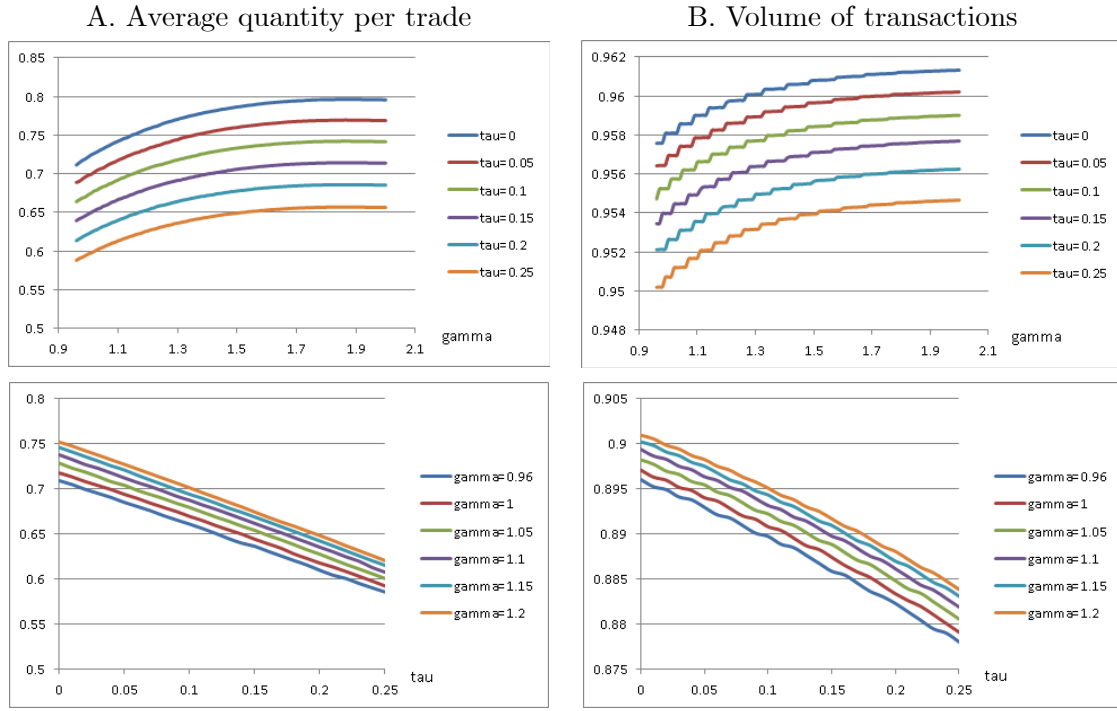 A. Average quantity per trade
B. Volume of transactions
0.85
0.8
0.75
0.7
0.65
0.6
0.55
0.5
0.9 1.1 1.3 1.5 1.7 1.9 2.1
gamma
tau=0
tau=0.05
tau=0.1
tau=0.15
tau=0.2
tau=0.25
0.962
0.96
0.958
0.956
0.954
0.952
0.95
0.948
0.9 1.1 1.3 1.5 1.7 1.9 2.1
gamma
tau=0
tau=0.05
tau=0.1
tau=0.15
tau=0.2
tau=0.25
0.8
0.75
0.7
0.65
0.6
0.55
0.5
0 0.05 0.1 0.15 0.2 0.25
tau
gamma=0.96
gamma=1
gamma=1.05
gamma=1.1
gamma=1.15
gamma=1.2
0.905
0.9
0.895
0.89
0.885
0.88
0.875
0 0.05 0.1 0.15 0.2 0.25
tau
gamma=0.96
gamma=1
gamma=1.05
gamma=1.1
gamma=1.15
gamma=1.2